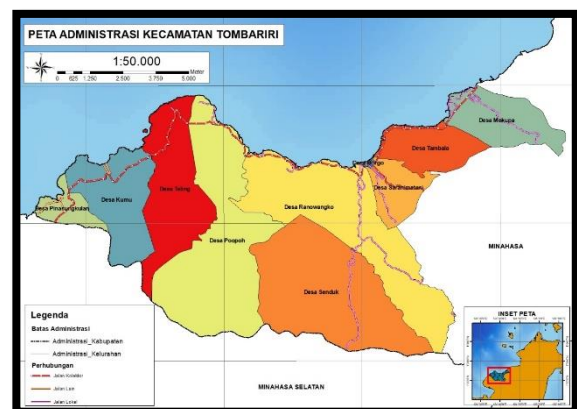 PETA ADMINISTRASI KECAMATAN TOMBARIRI
1:50.000
0 625 1.250 2.500 3.750 5.000
Meter
Desa Mokupa
Desa Tambala
Desa Borgo
Desa Sarani Matani
Desa Kumu
Desa Teling
Desa Ranowangko
Desa Pinasungkulan
Desa Poopoh
MINAHASA
Desa Senduk
Legenda
Batas Administrasi
Administrasi_Kabupaten
Administrasi_Kelurahan
Perhubungan
Jalan Kolektor
Jalan Lain
Jalan Lokal
INSET PETA
MINAHASA SELATAN